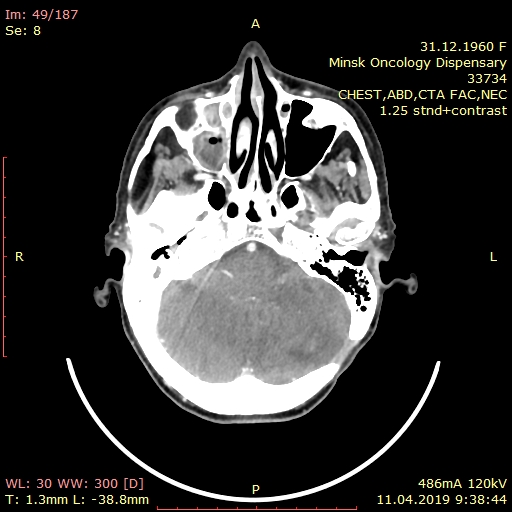 Im: 49/187
Se: 8
A
31.12.1960 F
Minsk Oncology Dispensary
33734
CHEST,ABD,CTA FAC,NEC
1.25 stnd+contrast
R
L
WL: 30 WW: 300 [D]
T: 1.3mm L: -38.8mm
P
486mA 120kV
11.04.2019 9:38:44